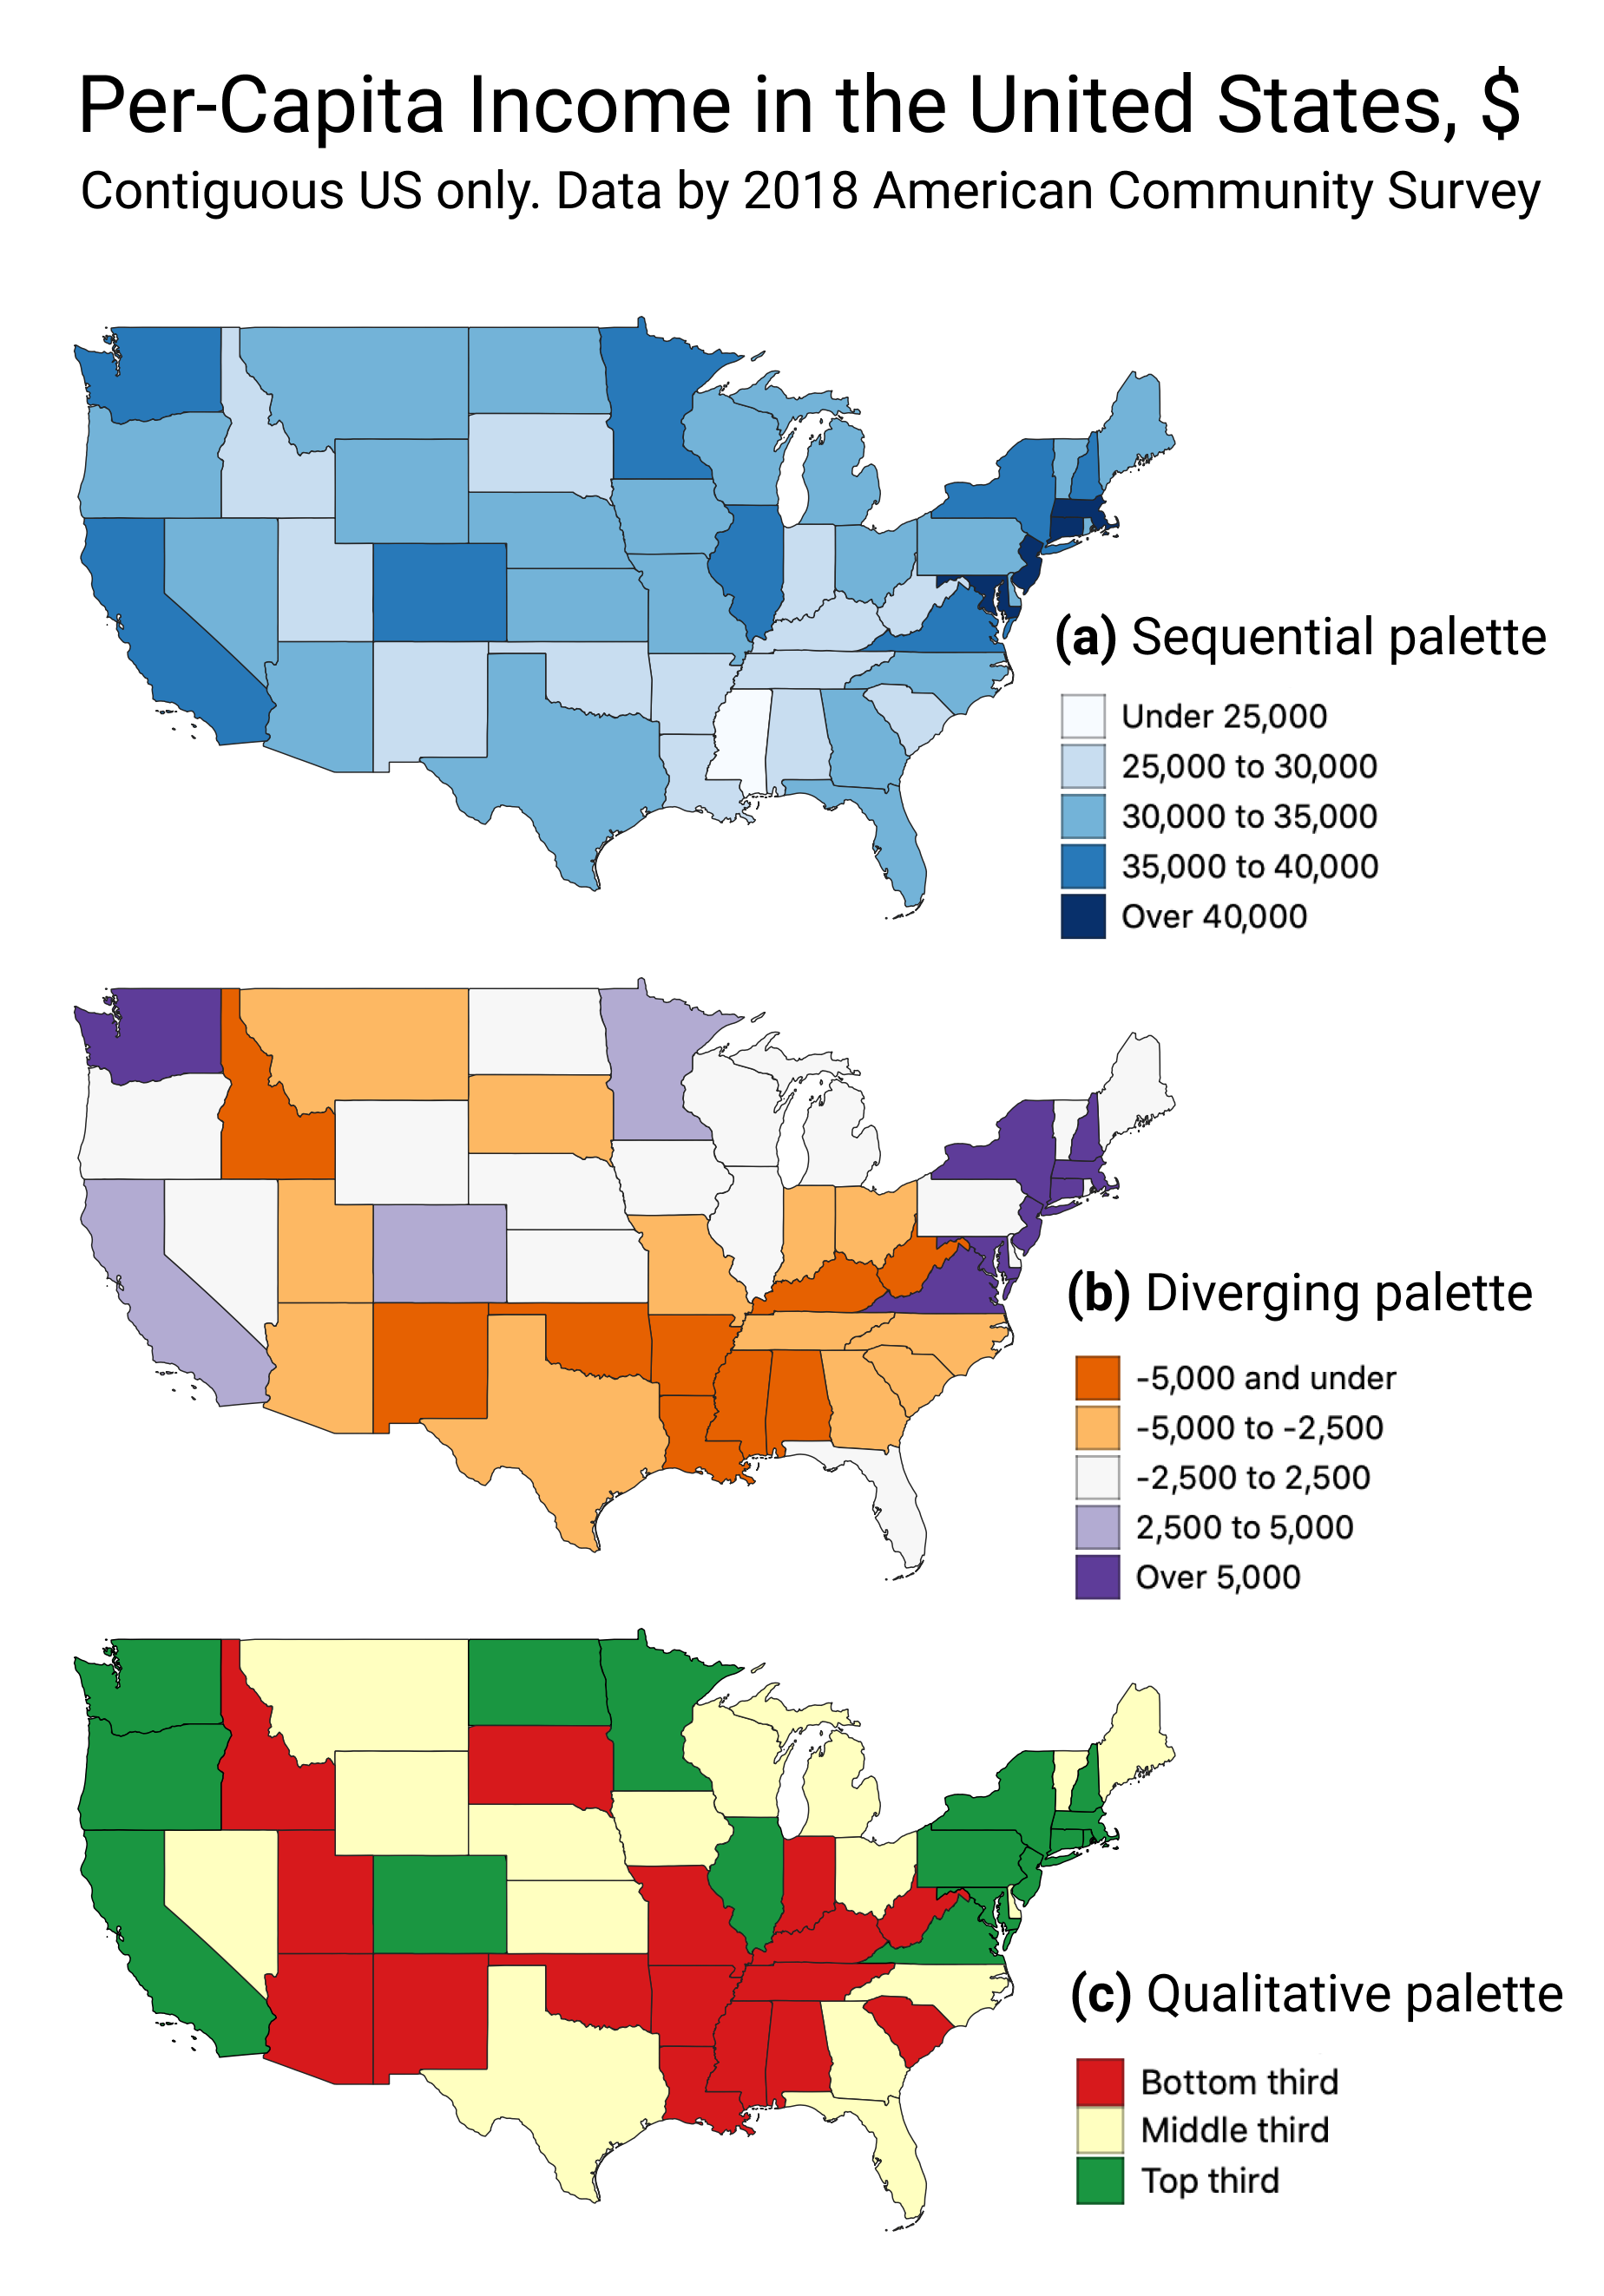 Per-Capita Income in the United States, $
Contiguous US only. Data by 2018 American Community Survey
(a) Sequential palette
Under 25,000
25,000 to 30,000
30,000 to 35,000
35,000 to 40,000
Over 40,000
(b) Diverging palette
-5,000 and under
-5,000 to -2,500
-2,500 to 2,500
2,500 to 5,000
Over 5,000
(c) Qualitative palette
Bottom third
Middle third
Top third